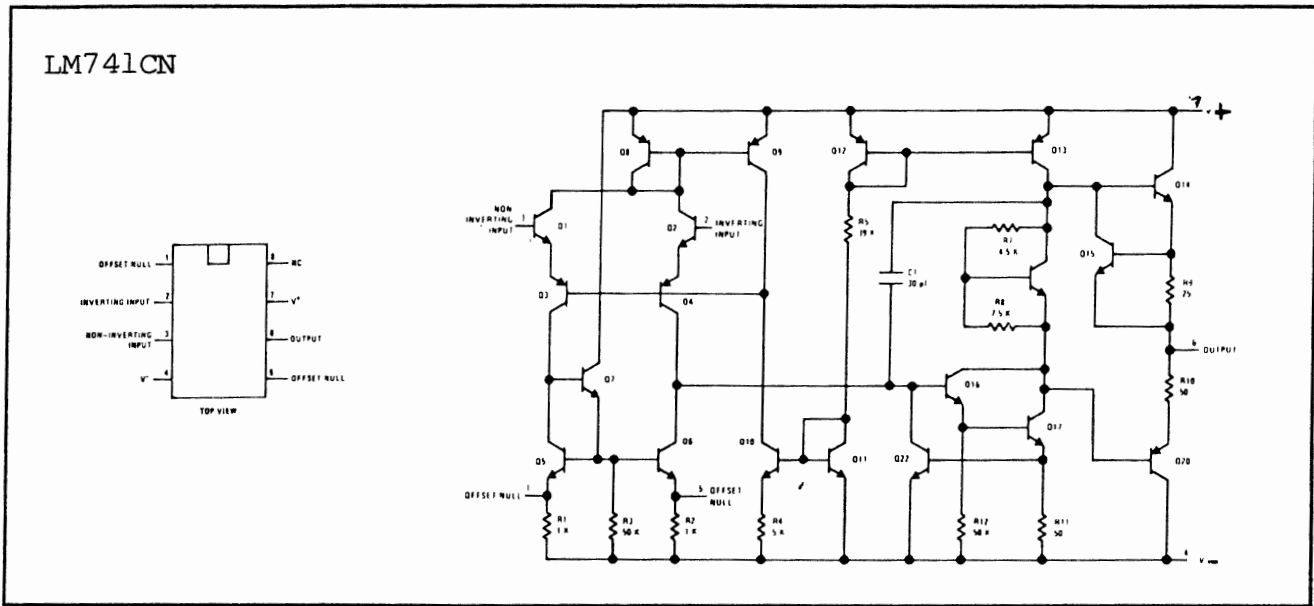 LM741CN
OFFSET NULL 1
INVERTING INPUT 2
NON-INVERTING
INPUT
3
V- 4
8 NC
7 V+
6 OUTPUT
5 OFFSET NULL
TOP VIEW
7 V+
Q8
Q9
Q12
Q13
Q14
NON
INVERTING
INPUT
3
Q1
Q2
2 INVERTING
INPUT
R5
39 K
R7
4.5 K
Q15
R9
25
C1
30 pF
Q3
Q4
R8
7.5 K
6
OUTPUT
R10
50
Q7
Q16
Q17
Q5
Q6
Q10
Q11
Q22
Q20
OFFSET NULL 1
5 OFFSET
NULL
R1
1 K
R3
50 K
R2
1 K
R4
5 K
R12
50 K
R11
50
4
V